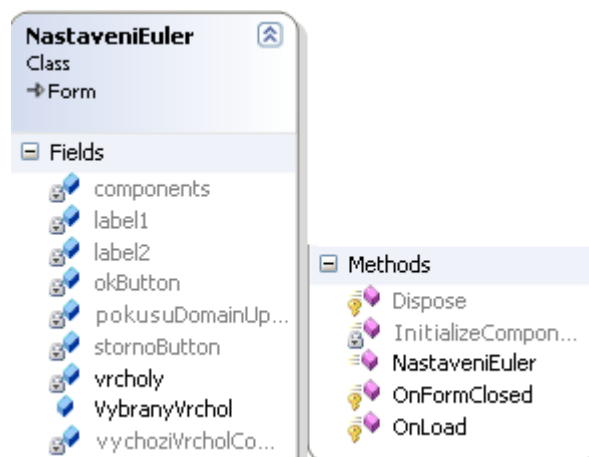 NastaveniEuler
Class
Form
Fields
components
label1
label2
okButton
pokusuDomainUp...
stornoButton
vrcholy
VybranyVrchol
vychoziVrcholCo...
Methods
Dispose
InitializeCompon...
NastaveniEuler
OnFormClosed
OnLoad